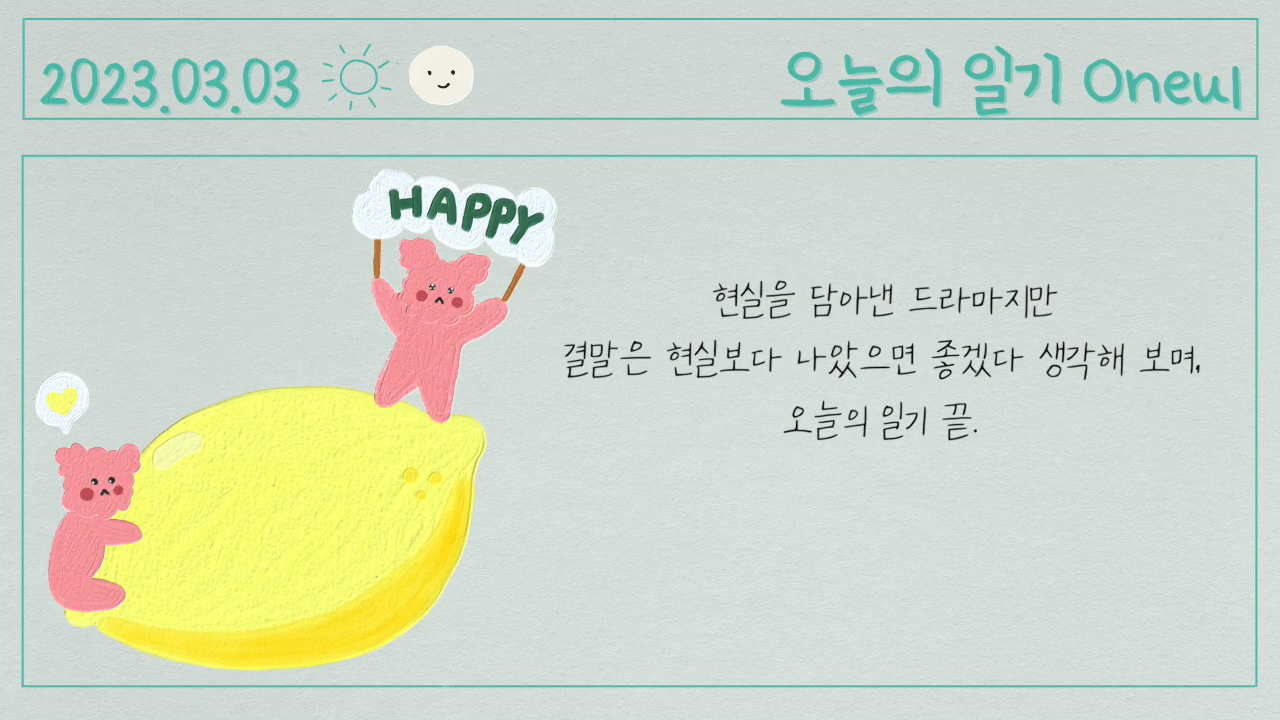 2023.03.03
오늘의 일기 Oneul
HAPPY
현실을 담아낸 드라마지만
결말은 현실보다 나았으면 좋겠다 생각해 보며,
오늘의 일기 끝.